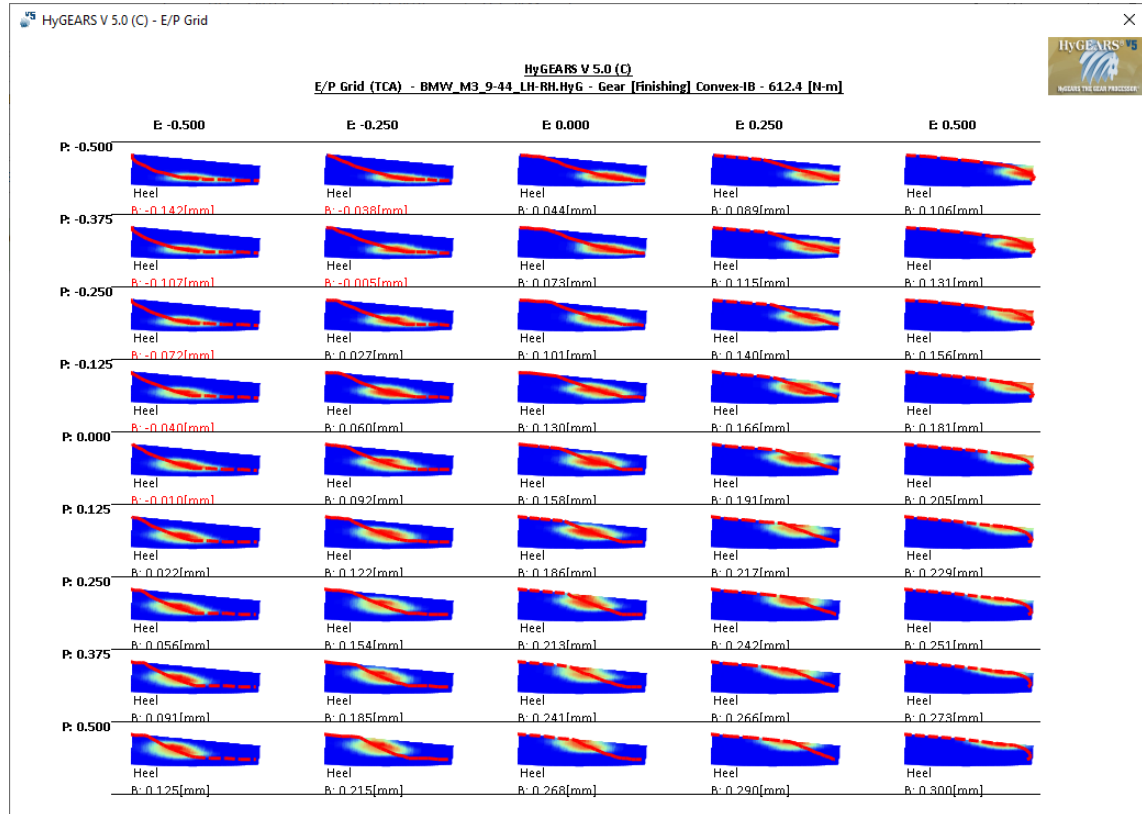 HyGEARS V 5.0 (C) - E/P Grid
HyGEARS V5
HyGEARS THE GEAR PROCESSOR
HyGEARS V 5.0 (C)
E/P Grid (TCA) - BMW_M3_9-44_LH-RH.HyG - Gear [Finishing] Convex-IB - 612.4 [N-m]
E: -0.500 E: -0.250 E: 0.000 E: 0.250 E: 0.500
P: -0.500
Heel Heel Heel Heel Heel
B: -0.142[mm] B: -0.038[mm] B: 0.044[mm] B: 0.089[mm] B: 0.106[mm]
P: -0.375
Heel Heel Heel Heel Heel
B: -0.107[mm] B: -0.005[mm] B: 0.073[mm] B: 0.115[mm] B: 0.131[mm]
P: -0.250
Heel Heel Heel Heel Heel
B: -0.072[mm] B: 0.027[mm] B: 0.101[mm] B: 0.140[mm] B: 0.156[mm]
P: -0.125
Heel Heel Heel Heel Heel
B: -0.040[mm] B: 0.060[mm] B: 0.130[mm] B: 0.166[mm] B: 0.181[mm]
P: 0.000
Heel Heel Heel Heel Heel
B: -0.010[mm] B: 0.092[mm] B: 0.158[mm] B: 0.191[mm] B: 0.205[mm]
P: 0.125
Heel Heel Heel Heel Heel
B: 0.022[mm] B: 0.122[mm] B: 0.186[mm] B: 0.217[mm] B: 0.229[mm]
P: 0.250
Heel Heel Heel Heel Heel
B: 0.056[mm] B: 0.154[mm] B: 0.213[mm] B: 0.242[mm] B: 0.251[mm]
P: 0.375
Heel Heel Heel Heel Heel
B: 0.091[mm] B: 0.185[mm] B: 0.241[mm] B: 0.266[mm] B: 0.273[mm]
P: 0.500
Heel Heel Heel Heel Heel
B: 0.125[mm] B: 0.215[mm] B: 0.268[mm] B: 0.290[mm] B: 0.300[mm]